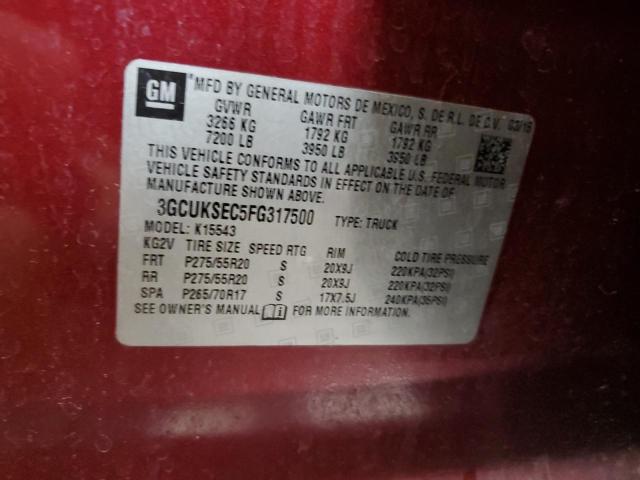 GM
*MFD BY GENERAL MOTORS DE MEXICO, S. DE R.L. DE C.V. 03/15
GVWR GAWR FRT GAWR RR
3266 KG 1792 KG 1792 KG
7200 LB 3950 LB 3950 LB
THIS VEHICLE CONFORMS TO ALL APPLICABLE U.S. FEDERAL MOTOR
VEHICLE SAFETY STANDARDS IN EFFECT ON THE DATE OF
MANUFACTURE SHOWN ABOVE.
3GCUKSEC5FG317500 TYPE: TRUCK
MODEL: K15543
KG2V TIRE SIZE SPEED RTG RIM COLD TIRE PRESSURE
FRT P275/55R20 S 20X9J 220KPA(32PSI)
RR P275/55R20 S 20X9J 220KPA(32PSI)
SPA P265/70R17 S 17X7.5J 240KPA(35PSI)
SEE OWNER'S MANUAL FOR MORE INFORMATION.